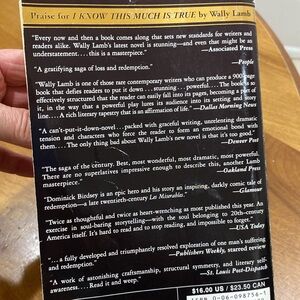 Praise for I KNOW THIS MUCH IS TRUE by Wally Lamb
"Every now and then a book comes along that sets new standards for writers and
readers alike. Wally Lamb's latest novel is stunning—and even that might be an
understatement. . . . this is a masterpiece."
—Associated Press
"A gratifying saga of loss and redemption."
—People
"Wally Lamb is one of those rare contemporary writers who can produce a 900-page
book that defies readers to put it down. . . . powerful. . . . The book is so
effectively structured that the reader can easily fall into its pages, becoming a part of
it, in the way that a powerful play lures its audience into its setting and story
line. . . . A rich literary tapestry that is an affirmation of life."
—Dallas Morning News
"A can't-put-it-down-novel . . . packed with graceful writing, unrelenting dramatic
tension and characters who force the reader to form an emotional bond with
them. . . . The only thing bad about Wally Lamb's new novel is that it's too good."
—Denver Post
"The saga of the century. Best, most wonderful, most dramatic, most powerful.
There are no superlatives impressive enough to describe this, another Lamb
masterpiece."
—Oakland Press
"Dominick Birdsey is an epic hero and this story an inspiring, darkly comic tale of
redemption—a late twentieth-century Les Miserables."
—Glamour
"Twice as thoughtful and twice as heart-wrenching as most published this year. An
exercise in soul-baring storytelling—with the soul belonging to 20th-century
America itself. It's hard to read and to stop reading, and impossible to forget."
—USA Today
". . . a fully developed and triumphantly resolved exploration of one man's suffering
and redemption."
—Publishers Weekly, starred review
"A work of astonishing craftsmanship, structural symmetry, and literary self-
awareness. . . . Read it and weep."
—St. Louis Post-Dispatch
$16.00 US / $23.50 CAN
ISBN 0-06-098756-